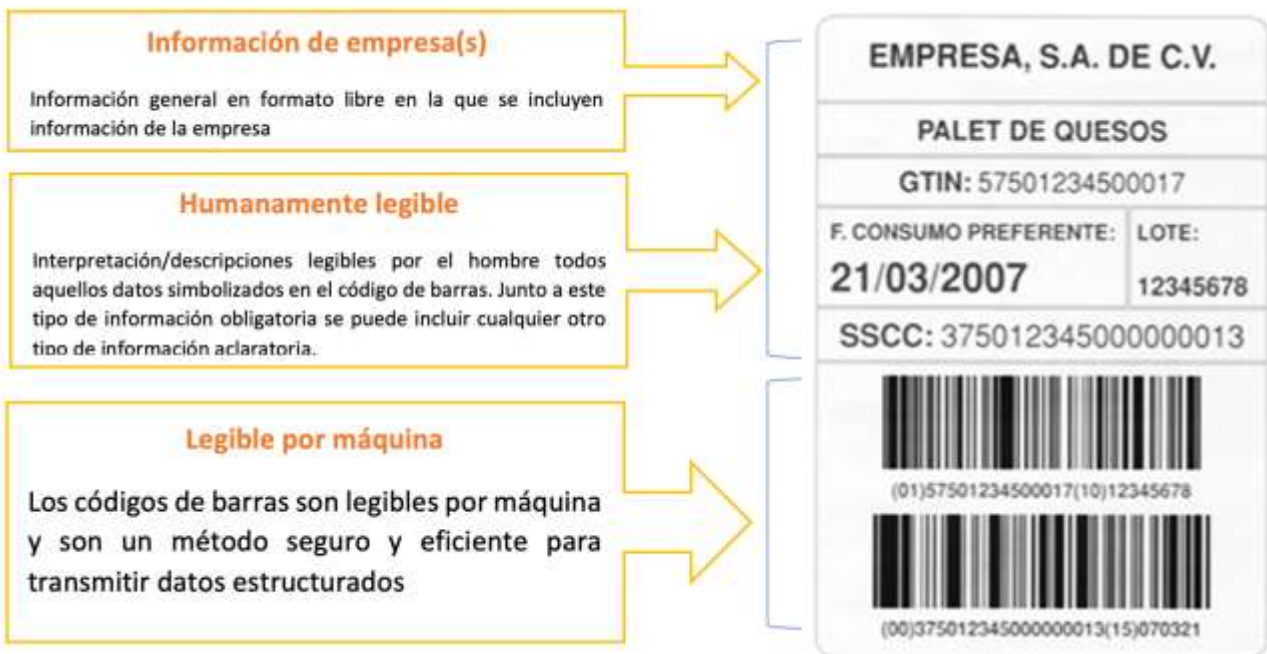 Información de empresa(s)
Información general en formato libre en la que se incluyen
información de la empresa
Humanamente legible
Interpretación/descripciones legibles por el hombre todos
aquellos datos simbolizados en el código de barras. Junto a este
tipo de información obligatoria se puede incluir cualquier otro
tipo de información aclaratoria.
Legible por máquina
Los códigos de barras son legibles por máquina
y son un método seguro y eficiente para
transmitir datos estructurados
EMPRESA, S.A. DE C.V.
PALET DE QUESOS
GTIN: 57501234500017
F. CONSUMO PREFERENTE:
21/03/2007
LOTE:
12345678
SSCC: 375012345000000013
(01)57501234500017(10)12345678
(00)375012345000000013(15)070321